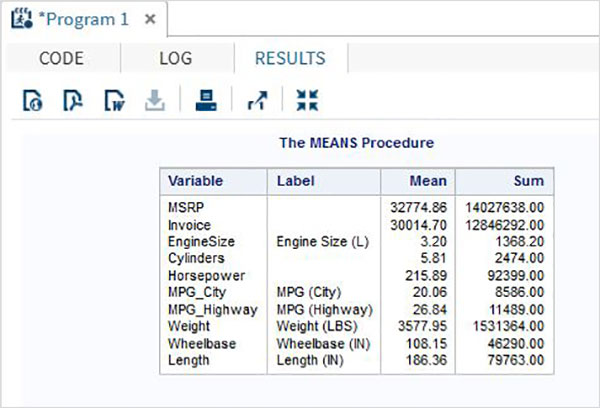 *Program 1 ×
CODE LOG RESULTS
The MEANS Procedure
Variable Label Mean Sum
MSRP 32774.86 14027638.00
Invoice 30014.70 12846292.00
EngineSize Engine Size (L) 3.20 1368.20
Cylinders 5.81 2474.00
Horsepower 215.89 92399.00
MPG_City MPG (City) 20.06 8586.00
MPG_Highway MPG (Highway) 26.84 11489.00
Weight Weight (LBS) 3577.95 1531364.00
Wheelbase Wheelbase (IN) 108.15 46290.00
Length Length (IN) 186.36 79763.00